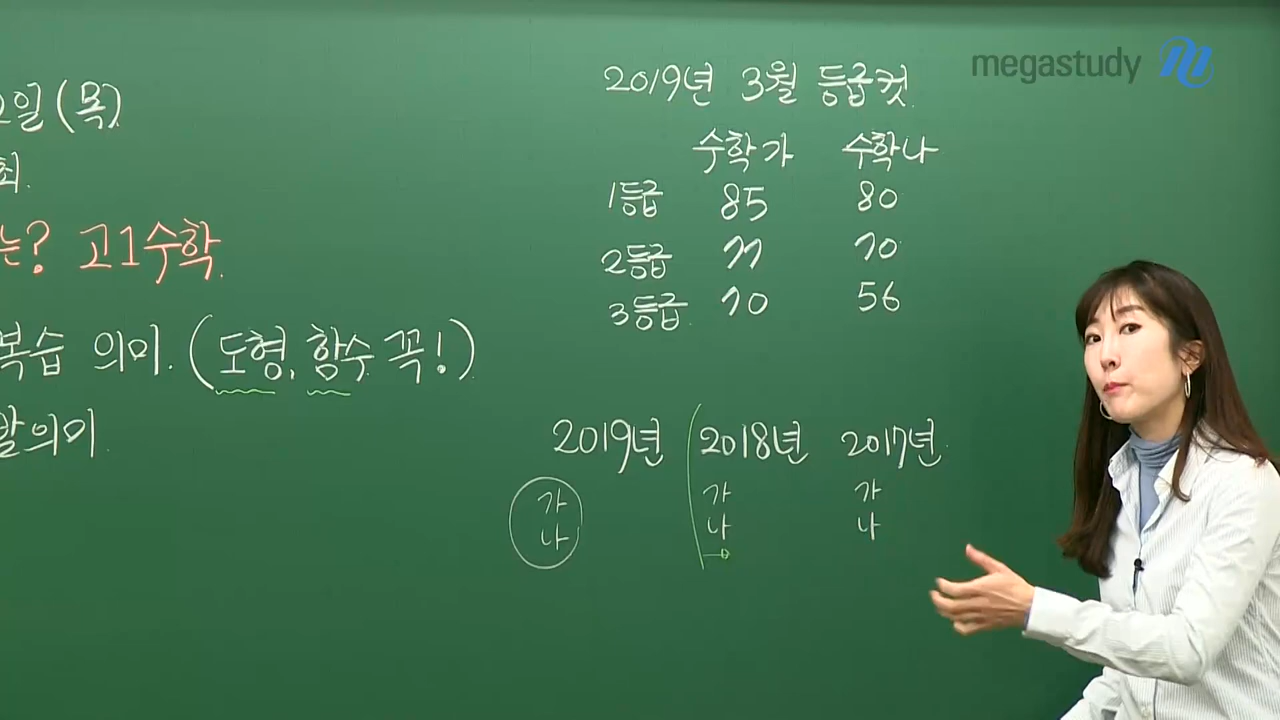 2일(목)
회.
는? 고1수학.
복습 의미. (도형, 함수 꼭!)
발의미.
megastudy
2019년 3월 등급컷.
수학가 수학나
1등급 85 80
2등급 77 70
3등급. 70 56
2019년 2018년 2017년.
가 가 가
나 나 나